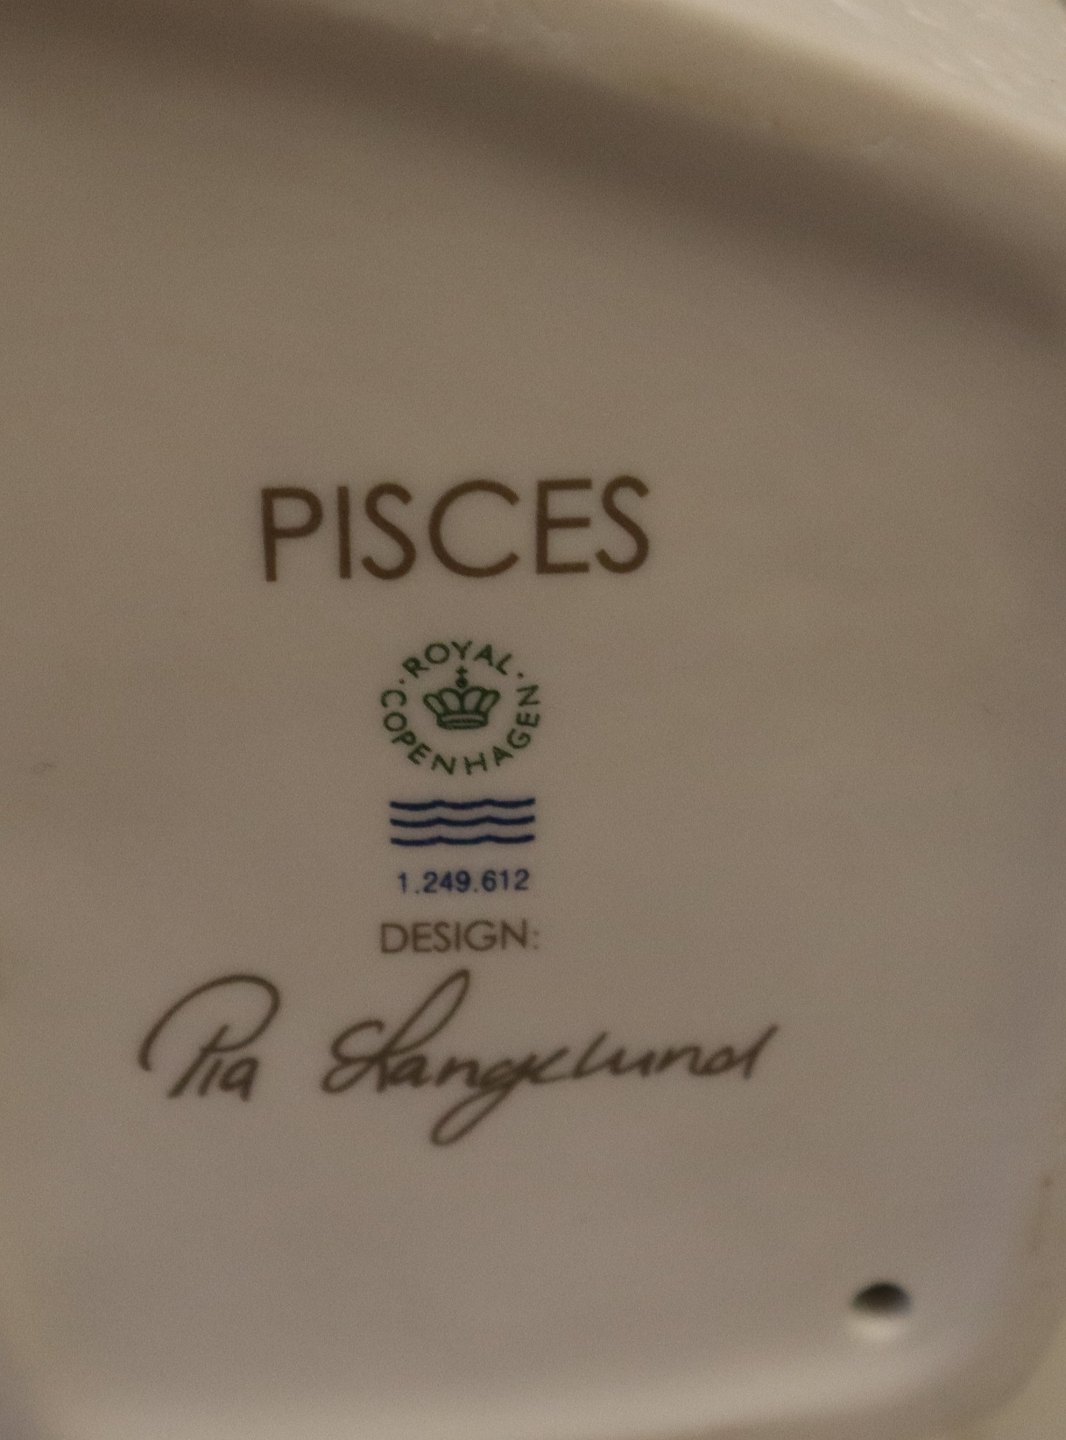 PISCES
ROYAL
COPENHAGEN
1.249.612
DESIGN:
Pia Langelund